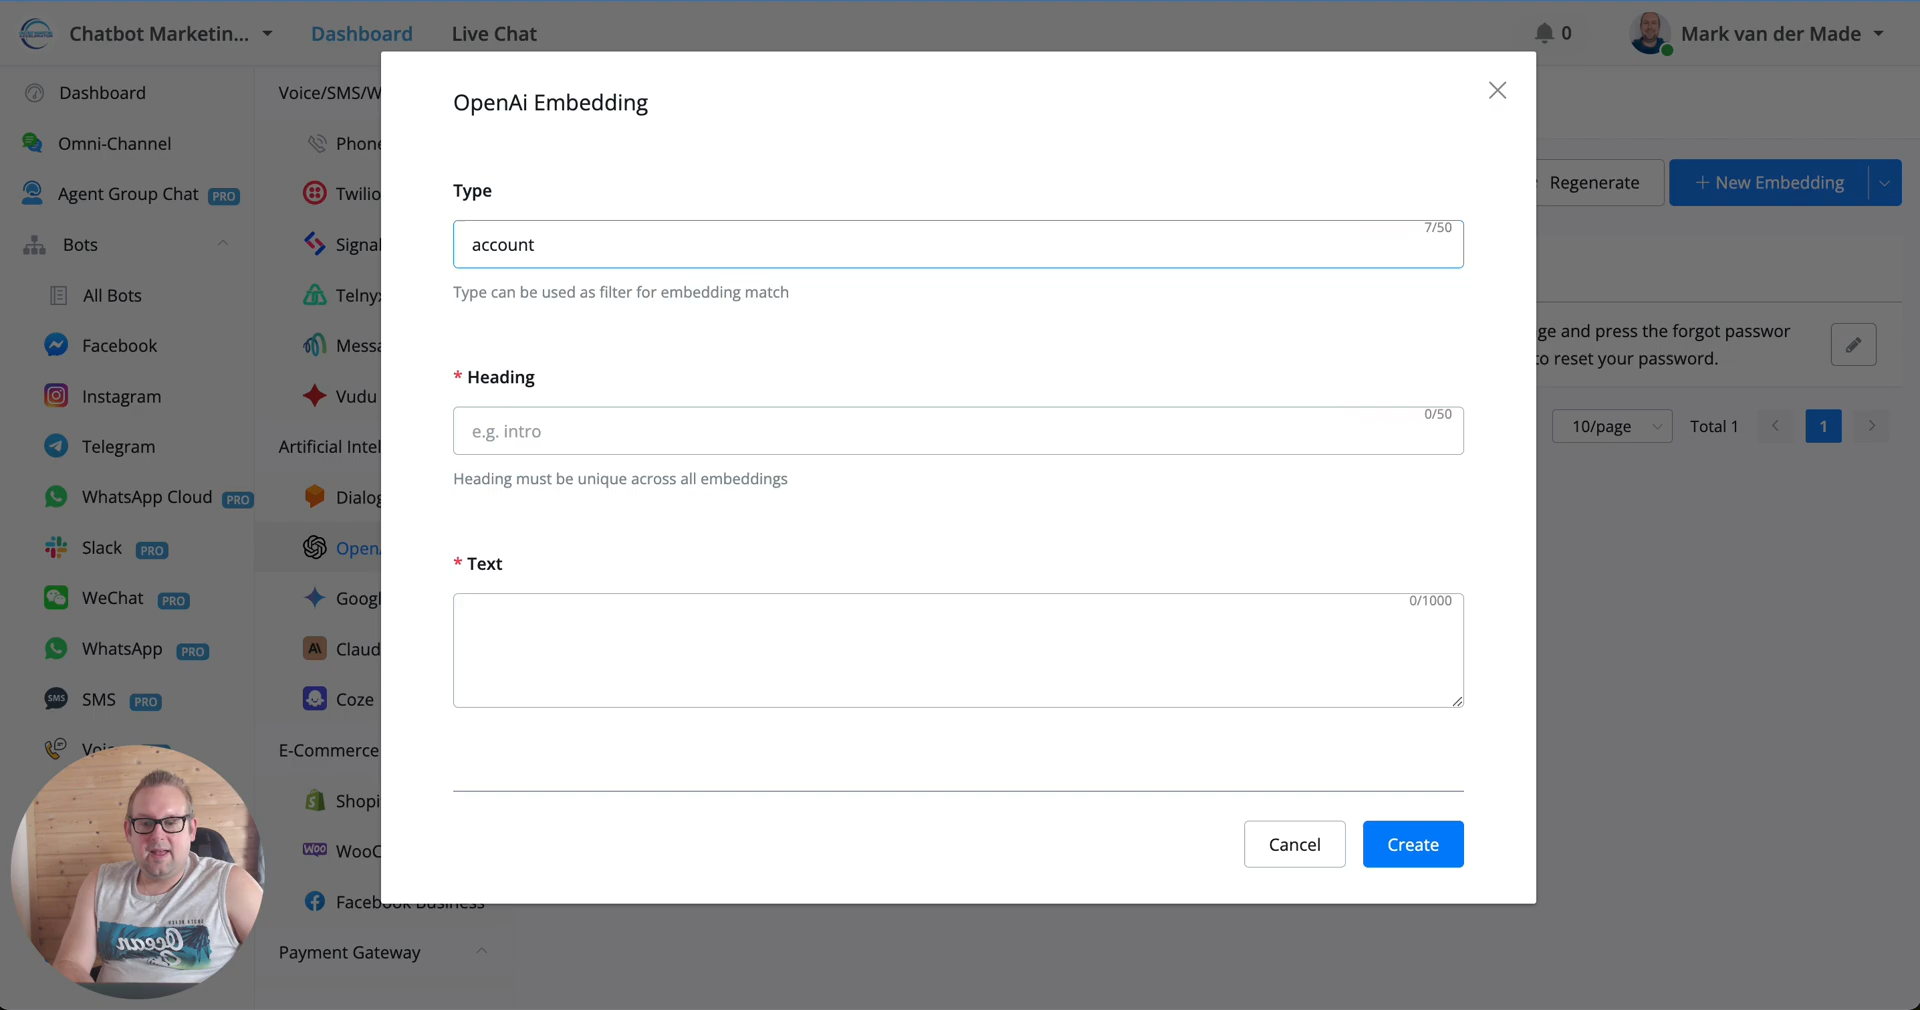 Chatbot Marketin...
Dashboard
Live Chat
0
Mark van der Made
Dashboard
Omni-Channel
Agent Group Chat PRO
Bots
All Bots
Facebook
Instagram
Telegram
WhatsApp Cloud PRO
Slack PRO
WeChat PRO
WhatsApp PRO
SMS SMS PRO
Voice/SMS/W
Phone
Twilio
Signal
Telny
Messa
Vudu
Artificial Intel
Dialog
OpenA
Googl
Claud
Coze
E-Commerce
Shopi
WooC
Facebook Business
Payment Gateway
OpenAi Embedding
Type
7/50
account
Type can be used as filter for embedding match
* Heading
0/50
e.g. intro
Heading must be unique across all embeddings
* Text
0/1000
Cancel
Create
Regenerate
+ New Embedding
ge and press the forgot passwor
to reset your password.
10/page
Total 1
1